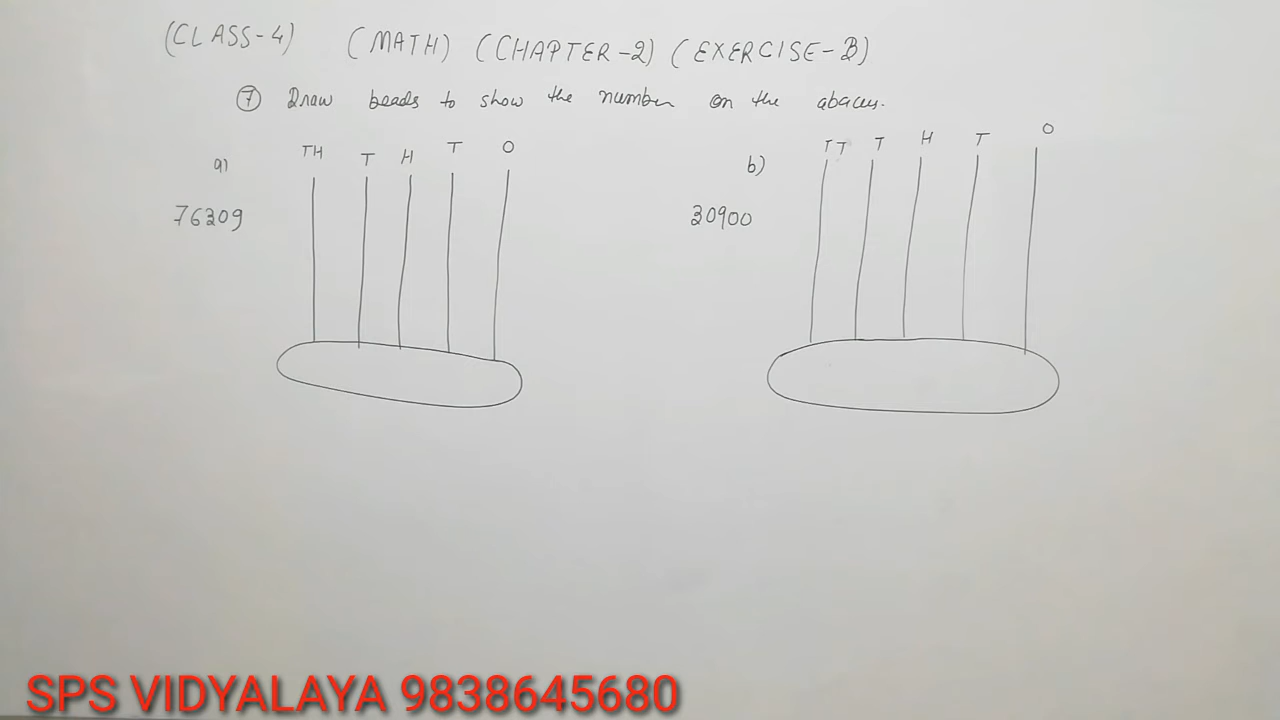 (CLASS-4) (MATH) (CHAPTER-2) (EXERCISE-B)
⑦ Draw beads to show the number on the abacus.
a) TH T H T O
76309
b) TT T H T O
30900
SPS VIDYALAYA 9838645680